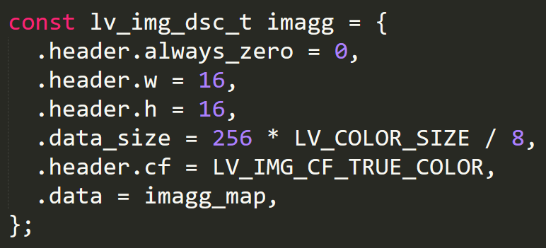 const lv_img_dsc_t imagg = {
  .header.always_zero = 0,
  .header.w = 16,
  .header.h = 16,
  .data_size = 256 * LV_COLOR_SIZE / 8,
  .header.cf = LV_IMG_CF_TRUE_COLOR,
  .data = imagg_map,
};